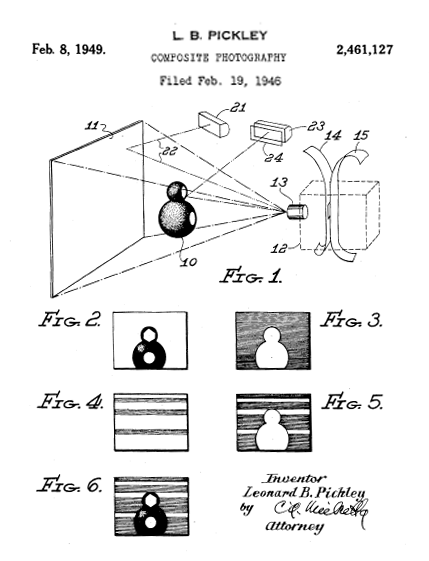 L. B. PICKLEY
Feb. 8, 1949. 2,461,127
COMPOSITE PHOTOGRAPHY
Filed Feb. 19, 1946
21
23
11
14
15
22
24
13
12
10
FIG. 1.
FIG. 2. FIG. 3.
FIG. 4. FIG. 5.
FIG. 6.
Inventor
Leonard B. Pickley
by
Attorney